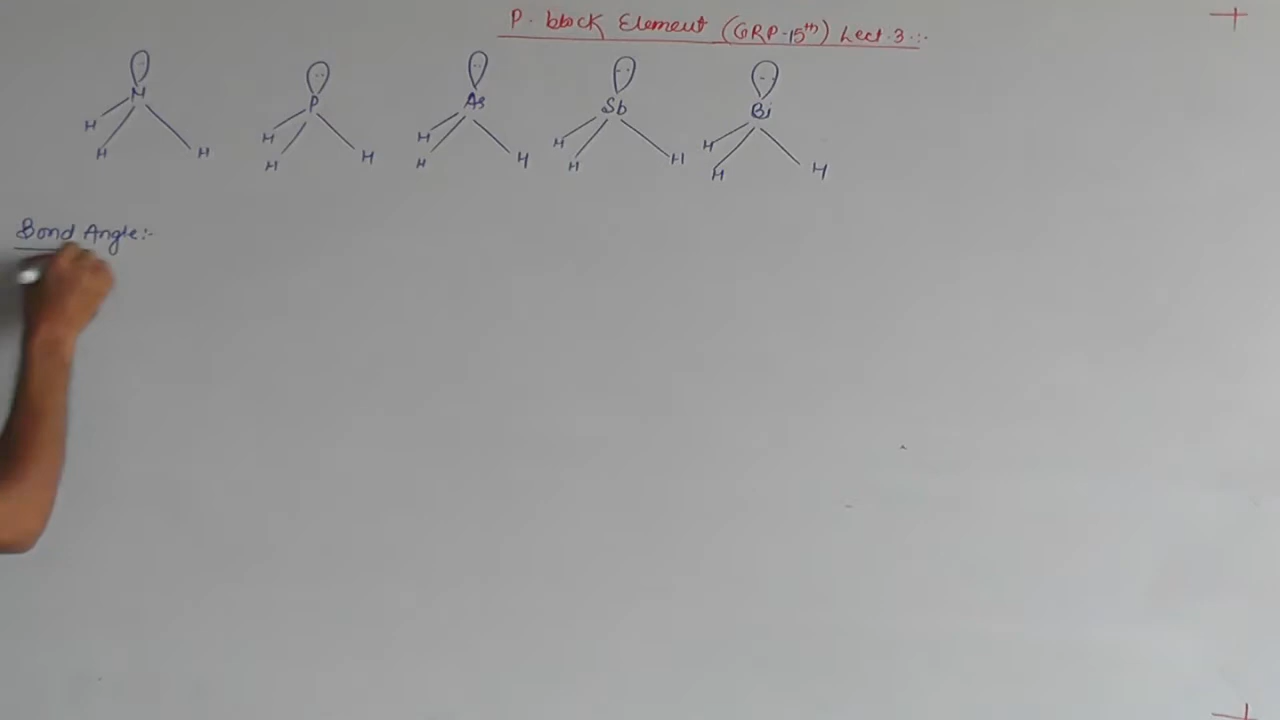 P. block Element (GRP-15th) Lect.3:-
N P As Sb Bi
H H H
H H H
H H H
H H H
H H H
Bond Angle:-